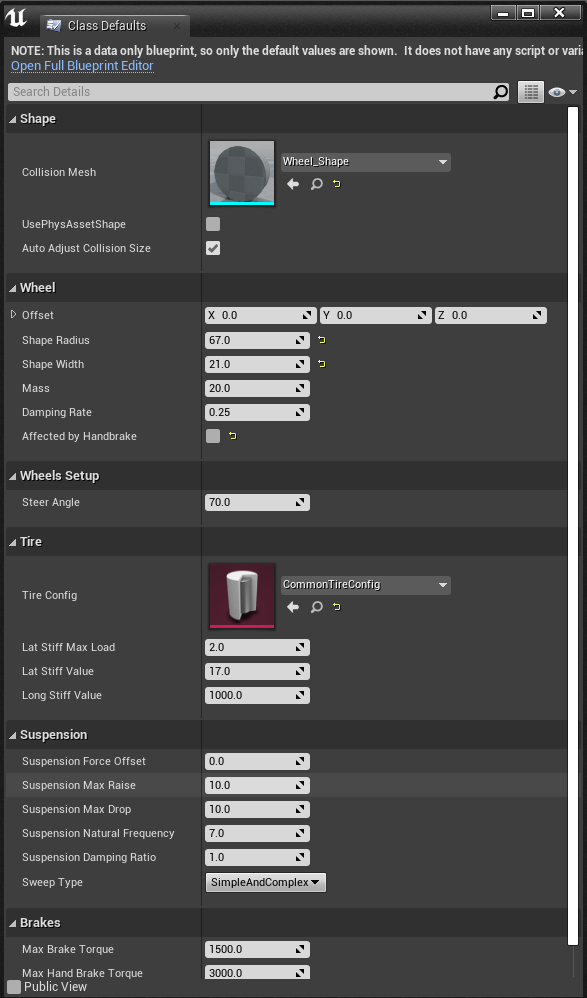 Class Defaults
NOTE: This is a data only blueprint, so only the default values are shown. It does not have any script or
Open Full Blueprint Editor
Search Details
Shape
Collision Mesh
Wheel_Shape
UsePhysAssetShape
Auto Adjust Collision Size
Wheel
Offset X 0.0 Y 0.0 Z 0.0
Shape Radius 67.0
Shape Width 21.0
Mass 20.0
Damping Rate 0.25
Affected by Handbrake
Wheels Setup
Steer Angle 70.0
Tire
Tire Config
CommonTireConfig
Lat Stiff Max Load 2.0
Lat Stiff Value 17.0
Long Stiff Value 1000.0
Suspension
Suspension Force Offset 0.0
Suspension Max Raise 10.0
Suspension Max Drop 10.0
Suspension Natural Frequency 7.0
Suspension Damping Ratio 1.0
Sweep Type SimpleAndComplex
Brakes
Max Brake Torque 1500.0
Max Hand Brake Torque 3000.0
Public View